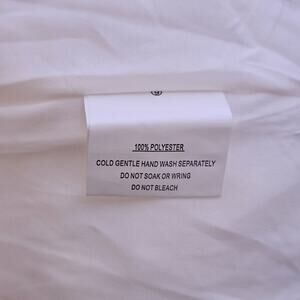 100% POLYESTER
COLD GENTLE HAND WASH SEPARATELY
DO NOT SOAK OR WRING
DO NOT BLEACH